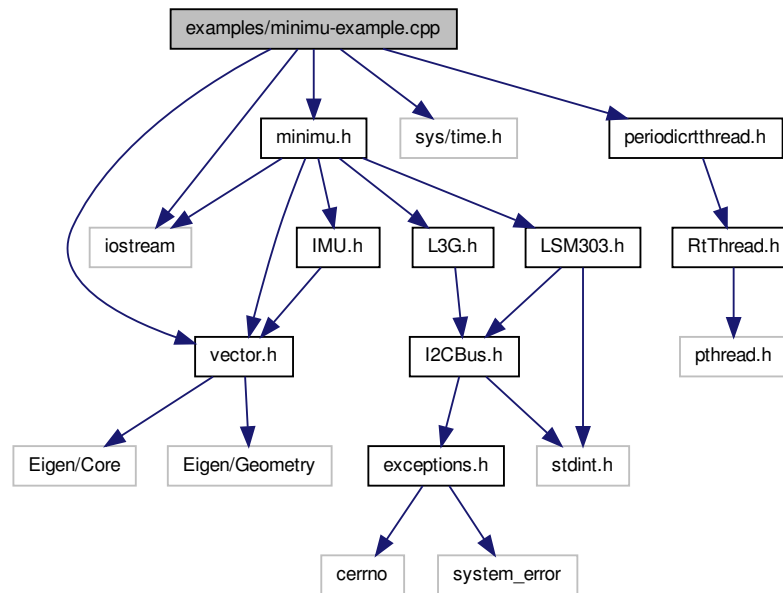 examples/minimu-example.cpp
minimu.h
sys/time.h
periodicrtthread.h
iostream
IMU.h
L3G.h
LSM303.h
RtThread.h
vector.h
I2CBus.h
pthread.h
Eigen/Core
Eigen/Geometry
exceptions.h
stdint.h
cerrno
system_error